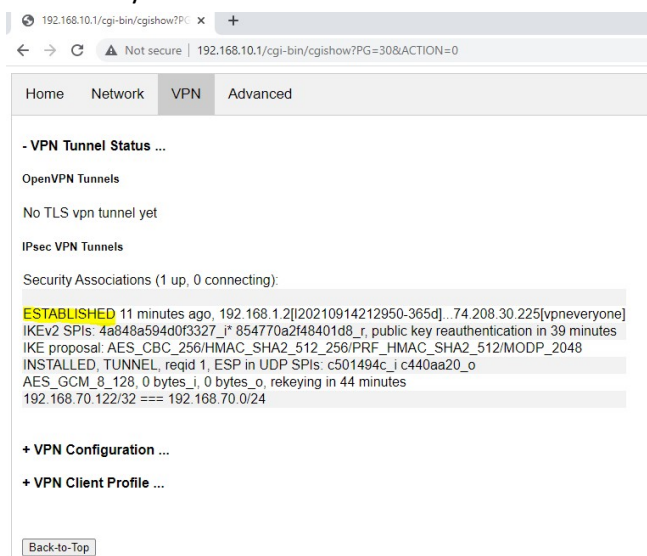 192.168.10.1/cgi-bin/cgishow?PG
Not secure | 192.168.10.1/cgi-bin/cgishow?PG=30&ACTION=0
Home Network VPN Advanced
- VPN Tunnel Status ...
OpenVPN Tunnels
No TLS vpn tunnel yet
IPsec VPN Tunnels
Security Associations (1 up, 0 connecting):
ESTABLISHED 11 minutes ago, 192.168.1.2[I20210914212950-365d]...74.208.30.225[vpneveryone]
IKEv2 SPIs: 4a848a594d0f3327_i* 854770a2f48401d8_r, public key reauthentication in 39 minutes
IKE proposal: AES_CBC_256/HMAC_SHA2_512_256/PRF_HMAC_SHA2_512/MODP_2048
INSTALLED, TUNNEL, reqid 1, ESP in UDP SPIs: c501494c_i c440aa20_o
AES_GCM_8_128, 0 bytes_i, 0 bytes_o, rekeying in 44 minutes
192.168.70.122/32 === 192.168.70.0/24
+ VPN Configuration ...
+ VPN Client Profile ...
Back-to-Top